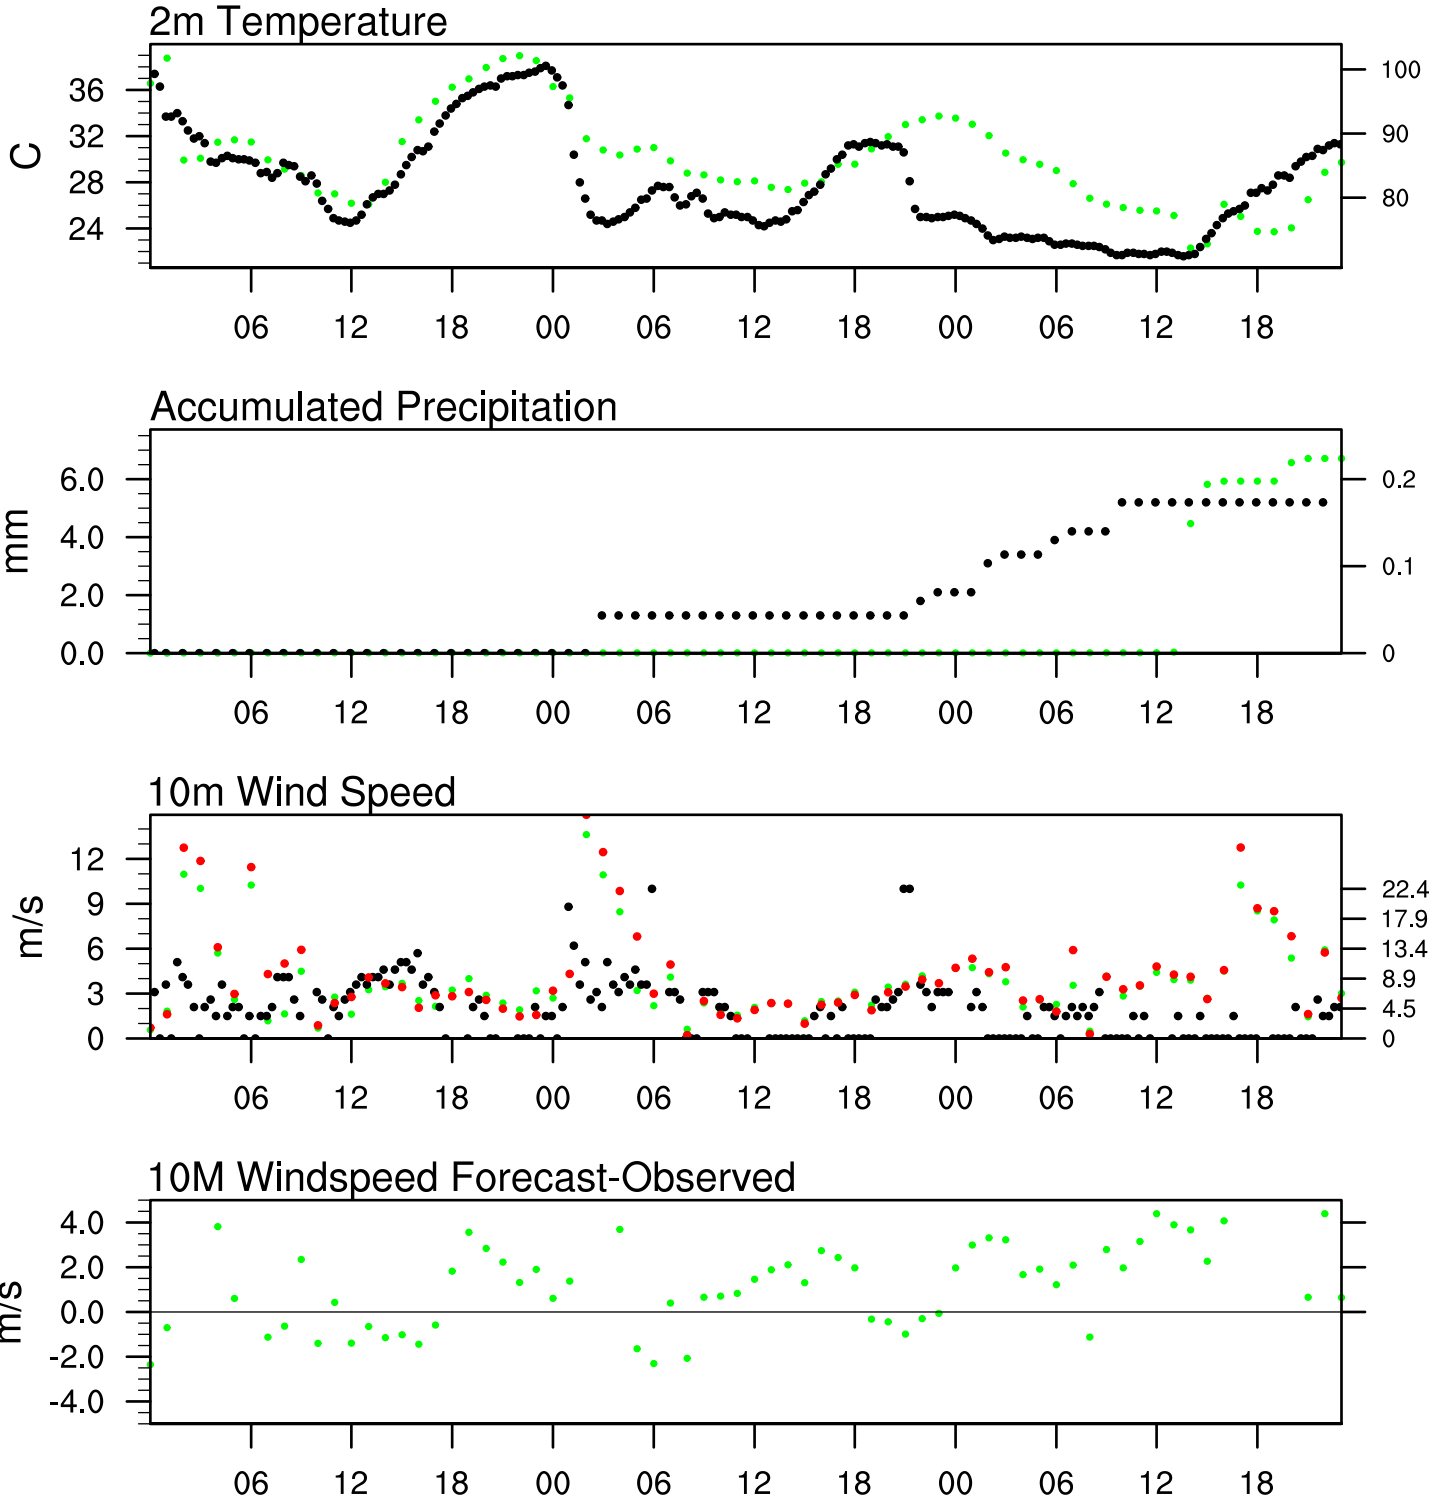 2m Temperature
C
36
32
28
24
100
90
80
06 12 18 00 06 12 18 00 06 12 18
Accumulated Precipitation
mm
6.0
4.0
2.0
0.0
0.2
0.1
0
06 12 18 00 06 12 18 00 06 12 18
10m Wind Speed
m/s
12
9
6
3
0
22.4
17.9
13.4
8.9
4.5
0
06 12 18 00 06 12 18 00 06 12 18
10M Windspeed Forecast-Observed
m/s
4.0
2.0
0.0
-2.0
-4.0
06 12 18 00 06 12 18 00 06 12 18